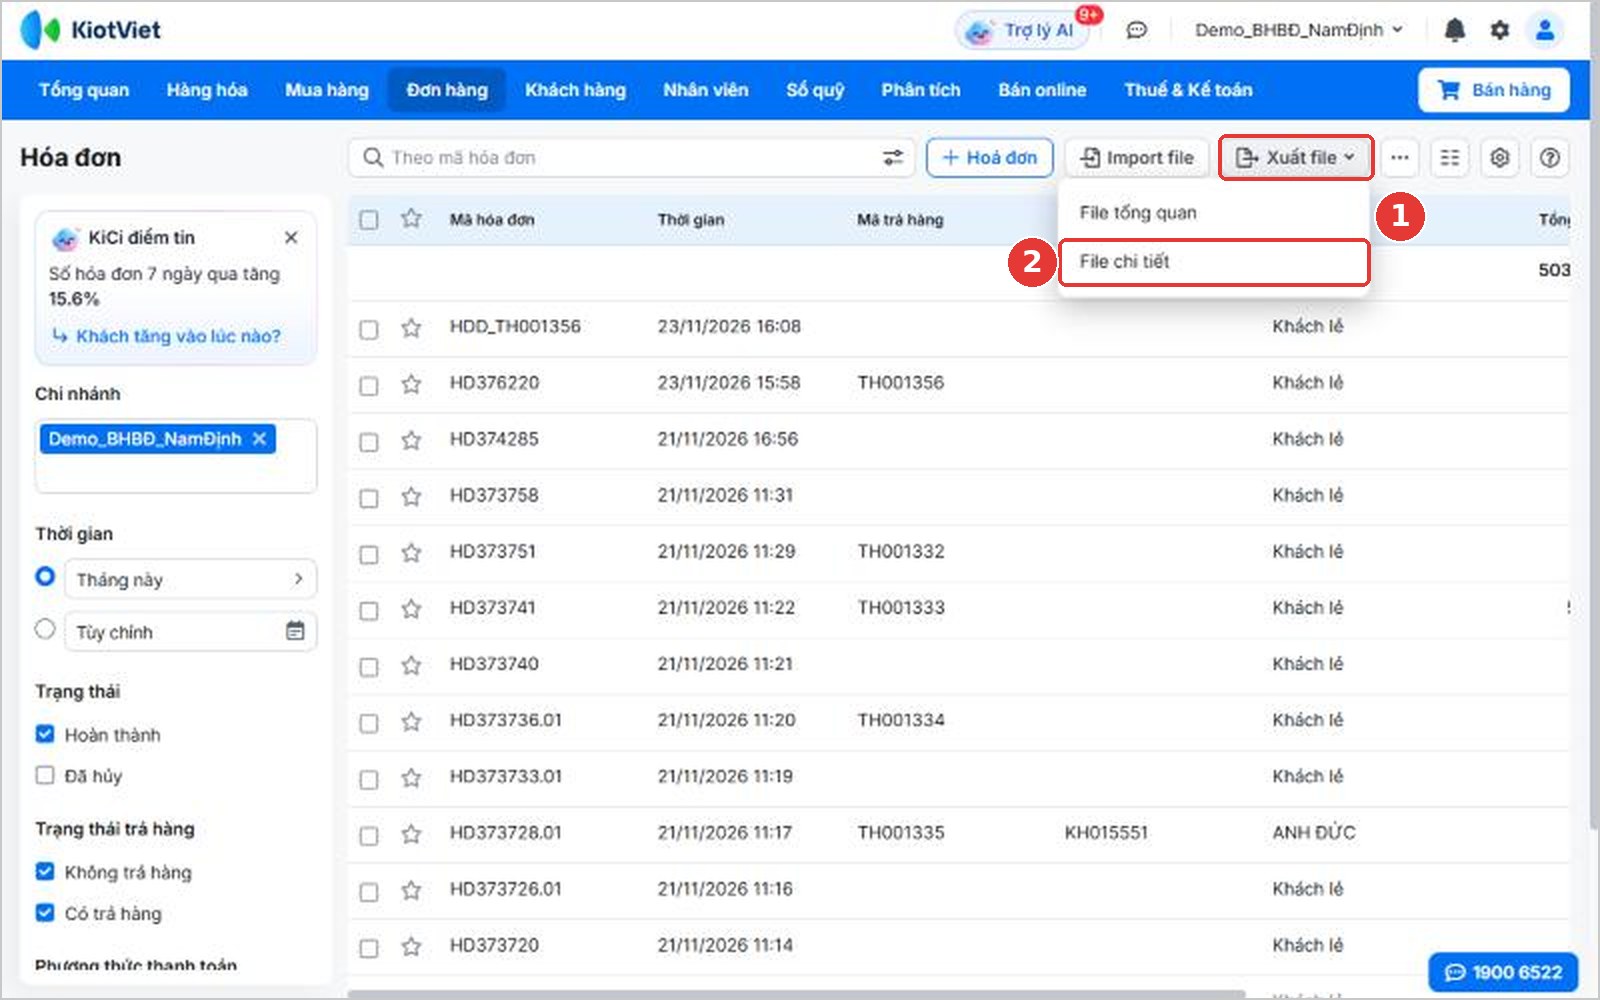 KiotViet
Trợ lý AI
9+
Demo_BHBĐ_NamĐịnh
Tổng quan Hàng hóa Mua hàng Đơn hàng Khách hàng Nhân viên Sổ quỹ Phân tích Bán online Thuế & Kế toán Bán hàng
Hóa đơn
Theo mã hóa đơn
+ Hoá đơn
Import file
Xuất file
File tổng quan
1
2
File chi tiết
KiCi điểm tin
Số hóa đơn 7 ngày qua tăng
15.6%
Khách tăng vào lúc nào?
Chi nhánh
Demo_BHBĐ_NamĐịnh
Thời gian
Tháng này
Tùy chỉnh
Trạng thái
Hoàn thành
Đã hủy
Trạng thái trả hàng
Không trả hàng
Có trả hàng
Phương thức thanh toán
Mã hóa đơn Thời gian Mã trả hàng
503
HDD_TH001356 23/11/2026 16:08 Khách lẻ
HD376220 23/11/2026 15:58 TH001356 Khách lẻ
HD374285 21/11/2026 16:56 Khách lẻ
HD373758 21/11/2026 11:31 Khách lẻ
HD373751 21/11/2026 11:29 TH001332 Khách lẻ
HD373741 21/11/2026 11:22 TH001333 Khách lẻ
HD373740 21/11/2026 11:21 Khách lẻ
HD373736.01 21/11/2026 11:20 TH001334 Khách lẻ
HD373733.01 21/11/2026 11:19 Khách lẻ
HD373728.01 21/11/2026 11:17 TH001335 KH015551 ANH ĐỨC
HD373726.01 21/11/2026 11:16 Khách lẻ
HD373720 21/11/2026 11:14 Khách lẻ
1900 6522